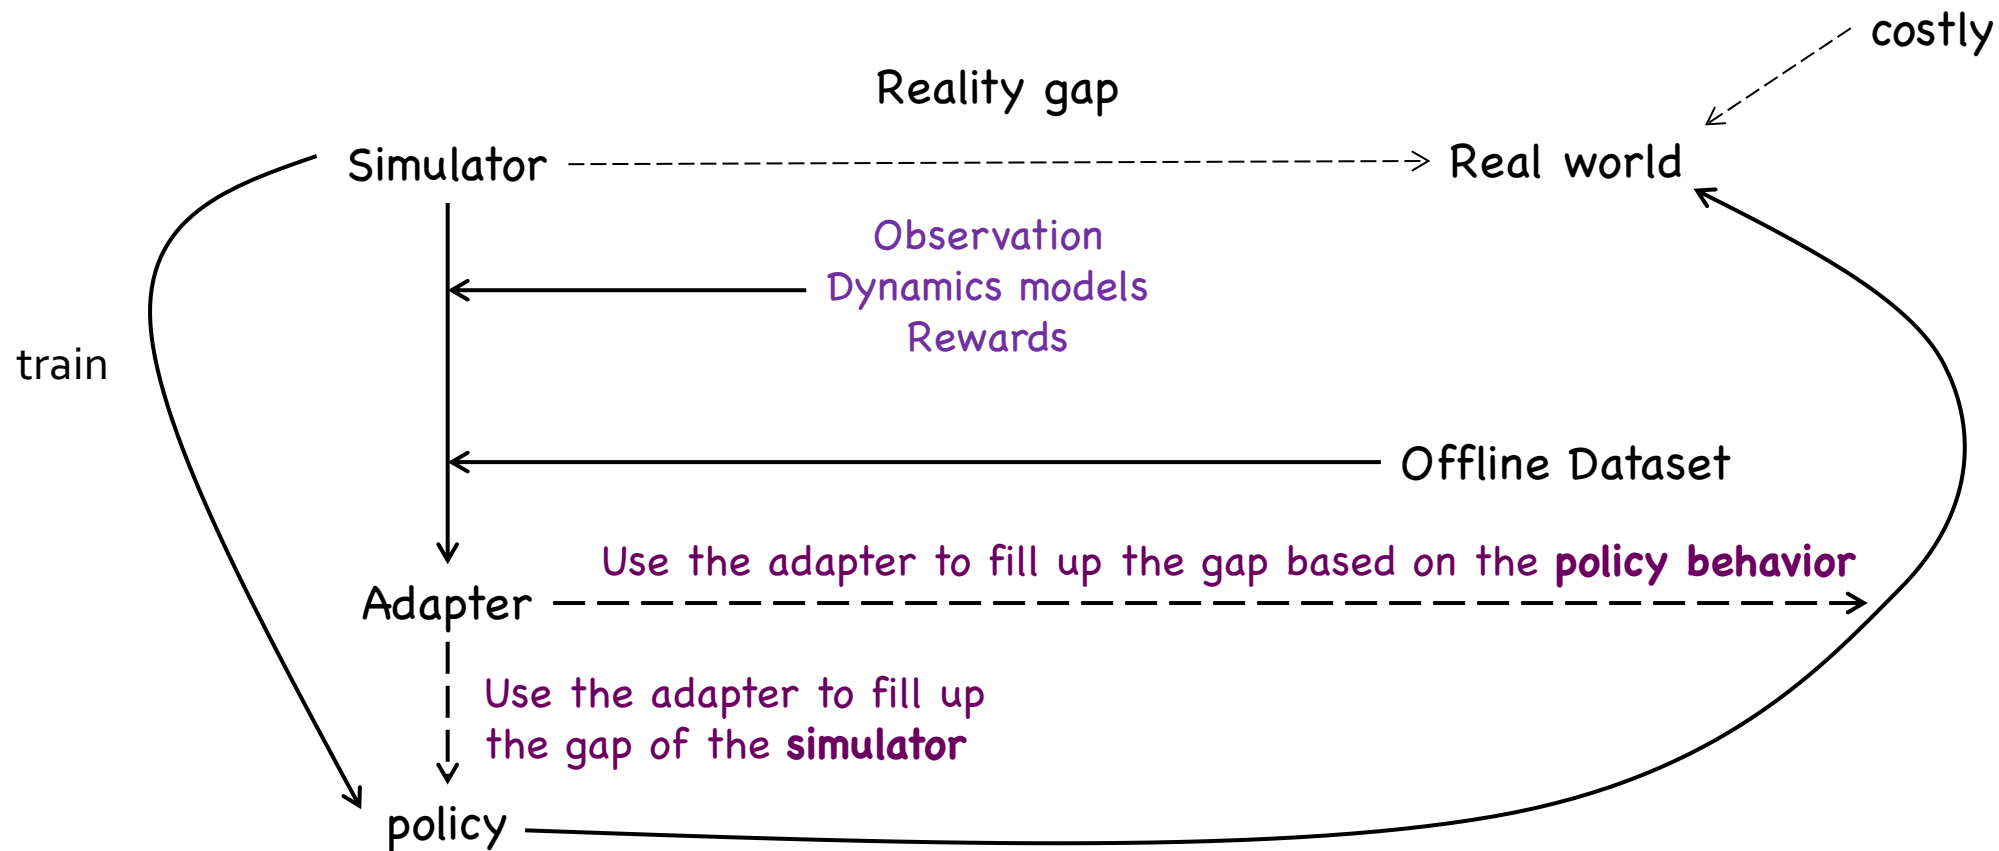 costly
Reality gap
Simulator
Real world
Observation
Dynamics models
Rewards
train
Offline Dataset
Use the adapter to fill up the gap based on the policy behavior
Adapter
Use the adapter to fill up
the gap of the simulator
policy